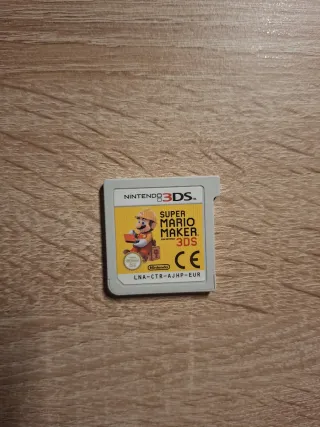 NINTENDO 3DS
SUPER
MARIO
MAKER
3DS
CE
Nintendo
LNA-CTR-AJHP-EUR